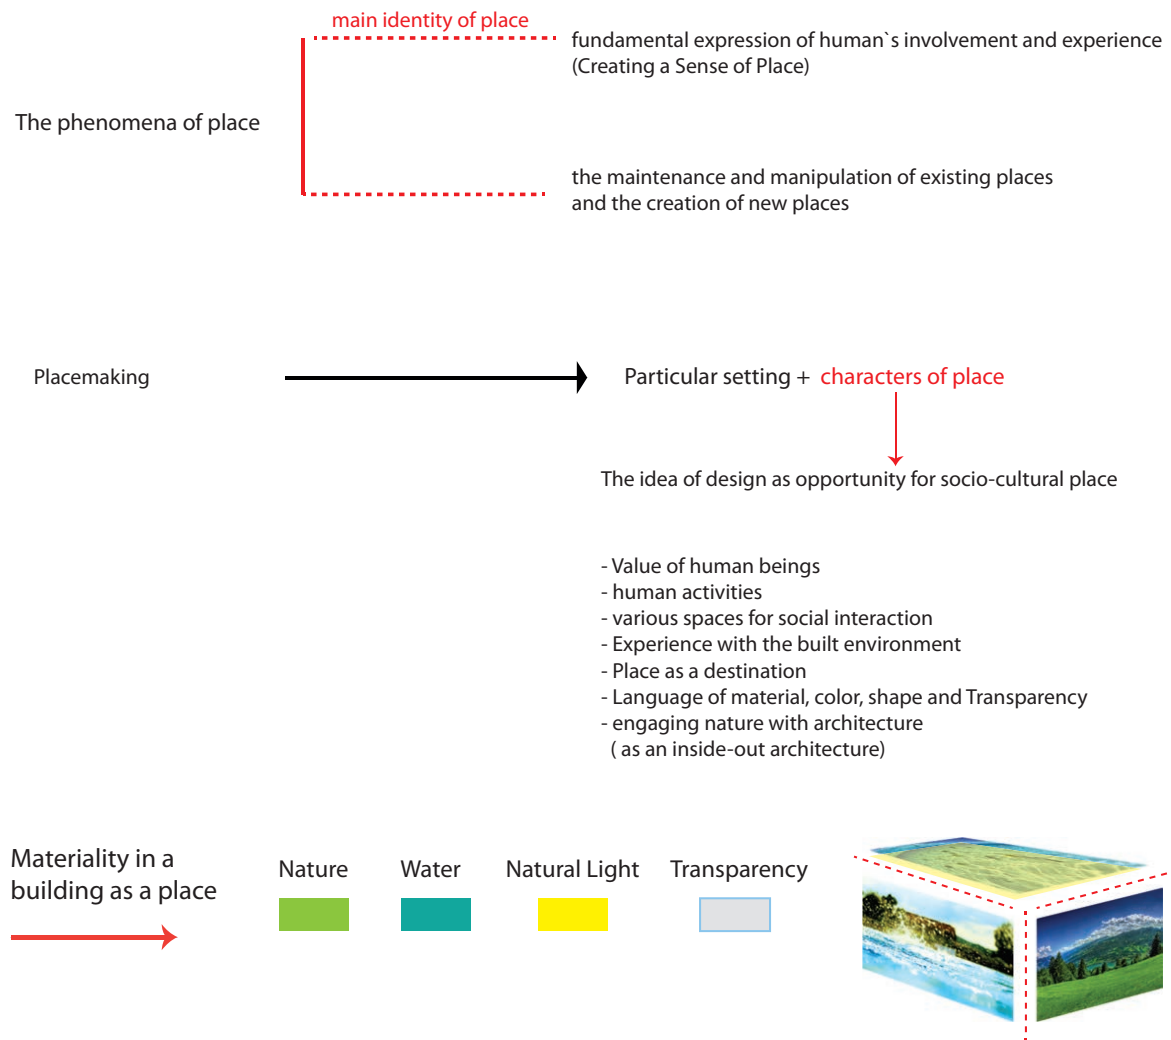 main identity of place
fundamental expression of human`s involvement and experience
(Creating a Sense of Place)
The phenomena of place
the maintenance and manipulation of existing places
and the creation of new places
Placemaking
Particular setting + characters of place
The idea of design as opportunity for socio-cultural place
- Value of human beings
- human activities
- various spaces for social interaction
- Experience with the built environment
- Place as a destination
- Language of material, color, shape and Transparency
- engaging nature with architecture
( as an inside-out architecture)
Materiality in a
building as a place
Nature Water Natural Light Transparency